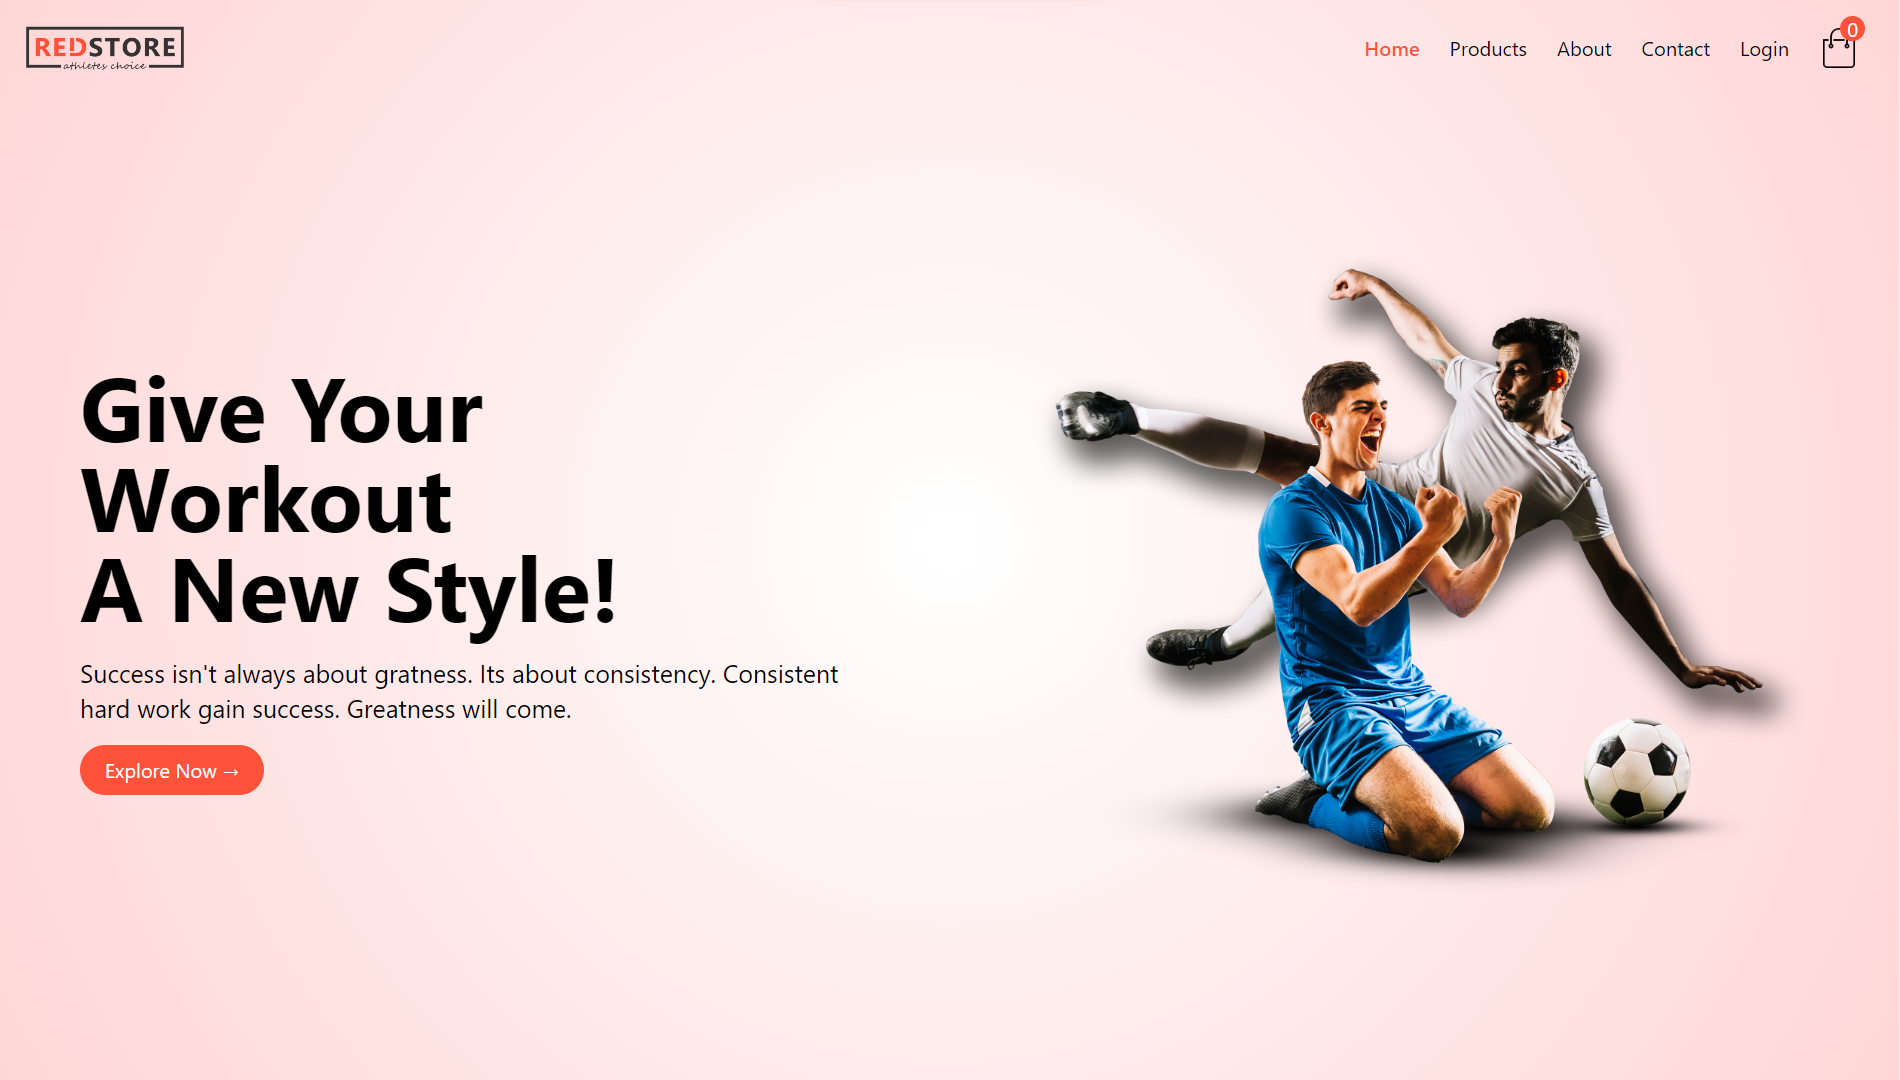 REDSTORE
athletes choice
Home Products About Contact Login 0
Give Your
Workout
A New Style!
Success isn't always about gratness. Its about consistency. Consistent
hard work gain success. Greatness will come.
Explore Now →